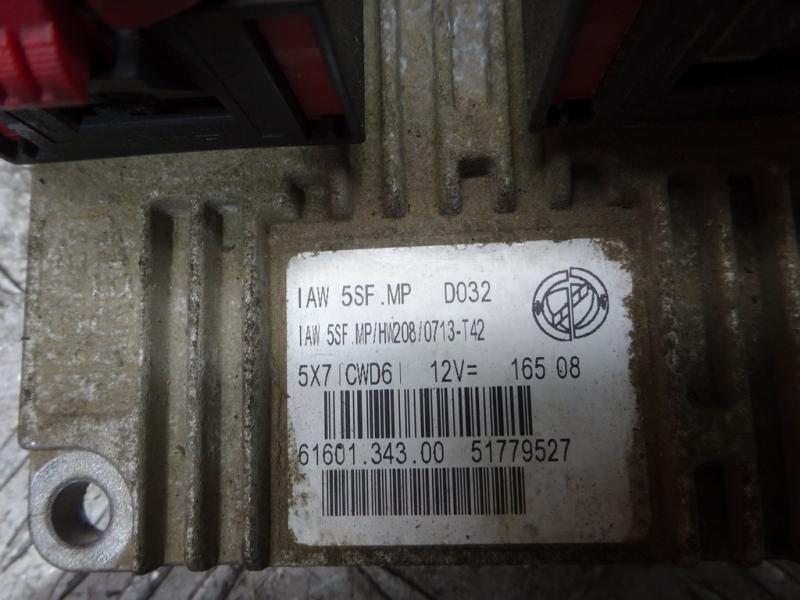 IAW 5SF.MP D032
IAW 5SF.MP/HW208/0713-T42
5X7|CWD6| 12V= 165 08
61601.343.00 51779527